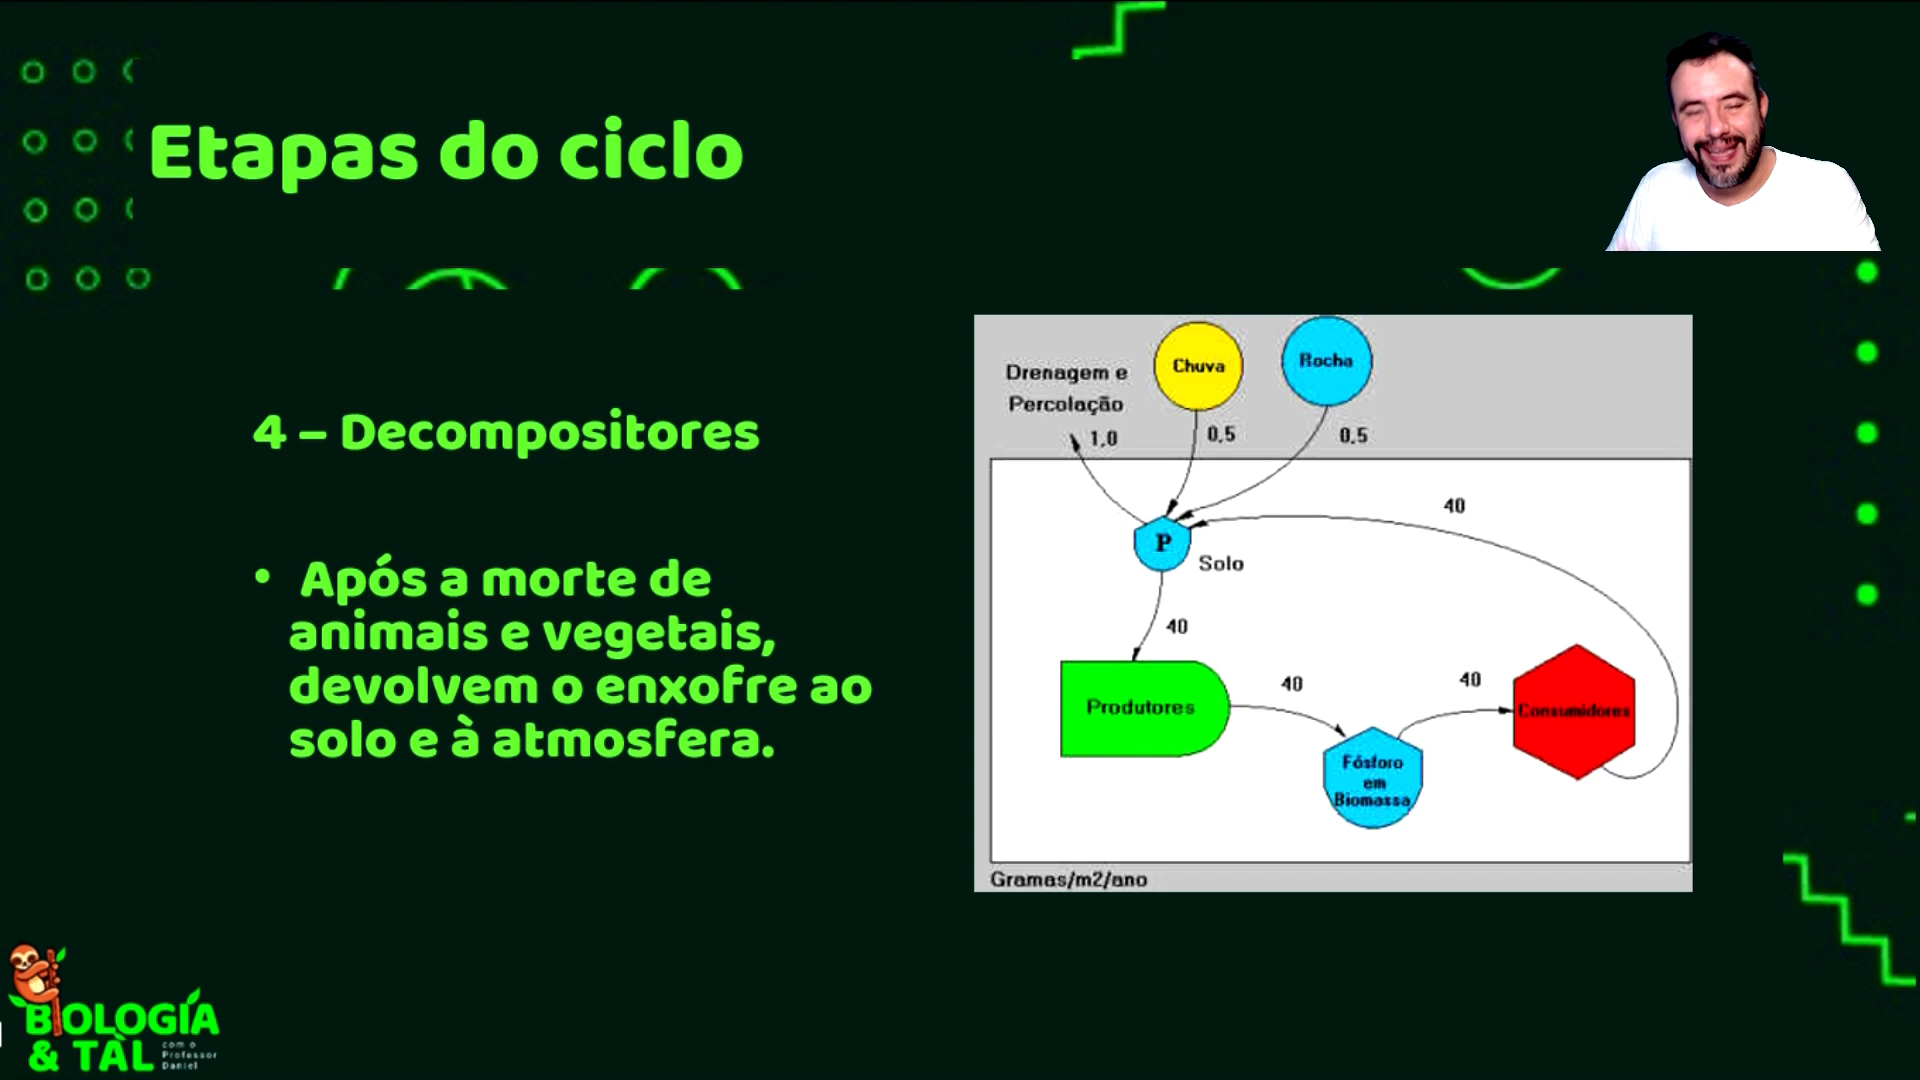 Etapas do ciclo
4 – Decompositores
• Após a morte de
animais e vegetais,
devolvem o enxofre ao
solo e à atmosfera.
Drenagem e
Percolação
Chuva
Rocha
1,0
0,5
0,5
40
P
Solo
40
Produtores
40
40
Consumidores
Fósforo
em
Biomassa
Gramas/m2/ano
BIOLOGIA
& TAL
com o
Professor
Daniel